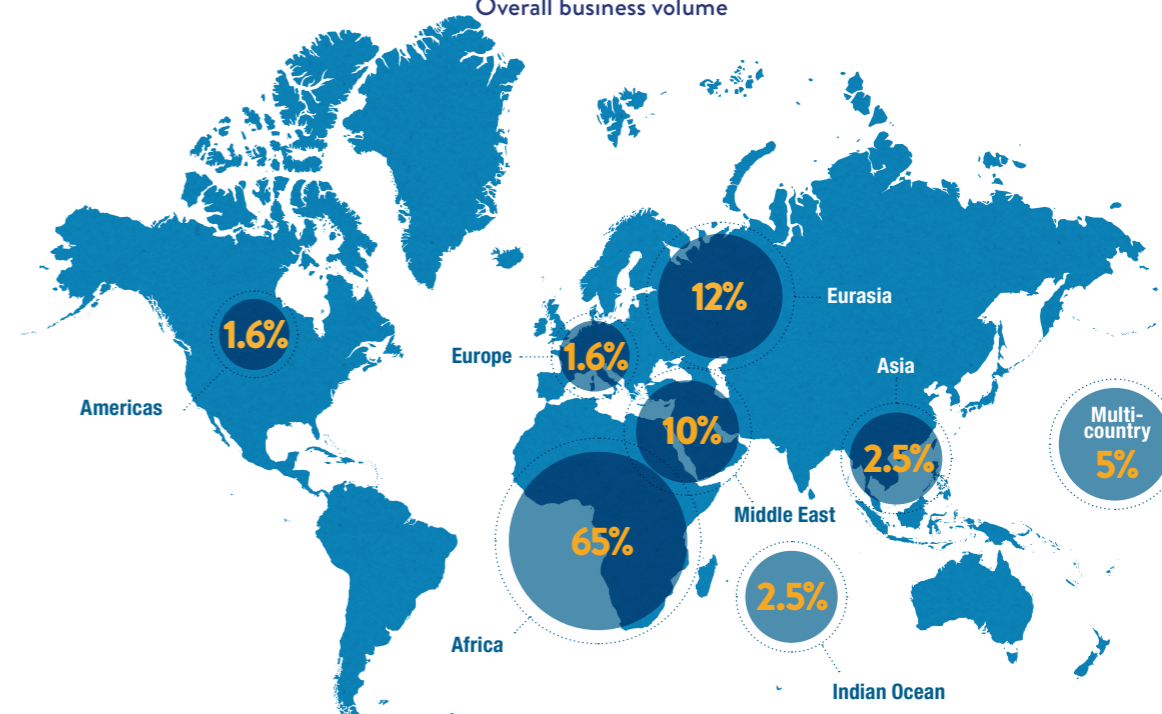 Overall business volume
12%
Eurasia
1.6%
Europe
1.6%
Asia
Americas
Multi-
country
5%
10%
2.5%
Middle East
65%
2.5%
Africa
Indian Ocean